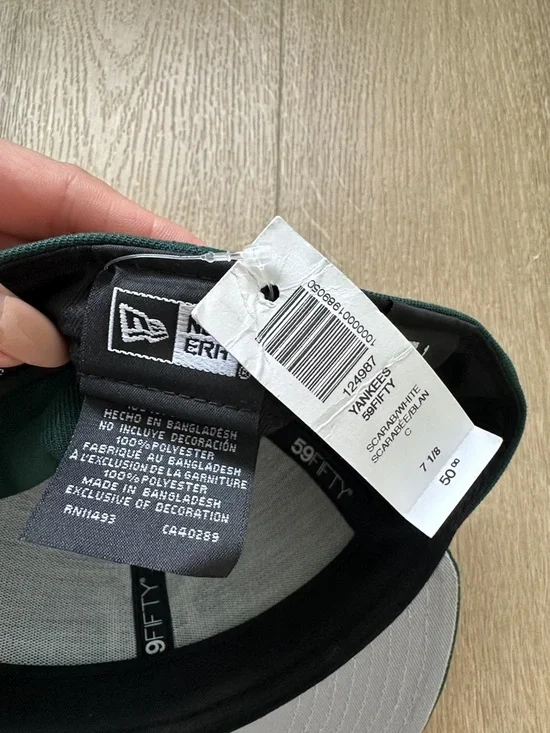 ERA
®
HECHO EN BANGLADESH
NO INCLUYE DECORACIÓN
100%POLYESTER
FABRIQUÉ AU BANGLADESH
À L'EXCLUSION DE LA GARNITURE
100%POLYESTER
MADE IN BANGLADESH
EXCLUSIVE OF DECORATION
RN11493 CA40289
10000001989050
124987
YANKEES
59FIFTY
SCARAB/WHITE
SCARABÉE/BLAN
C
7 1/8
50 00
59FIFTY®
59FIFTY®